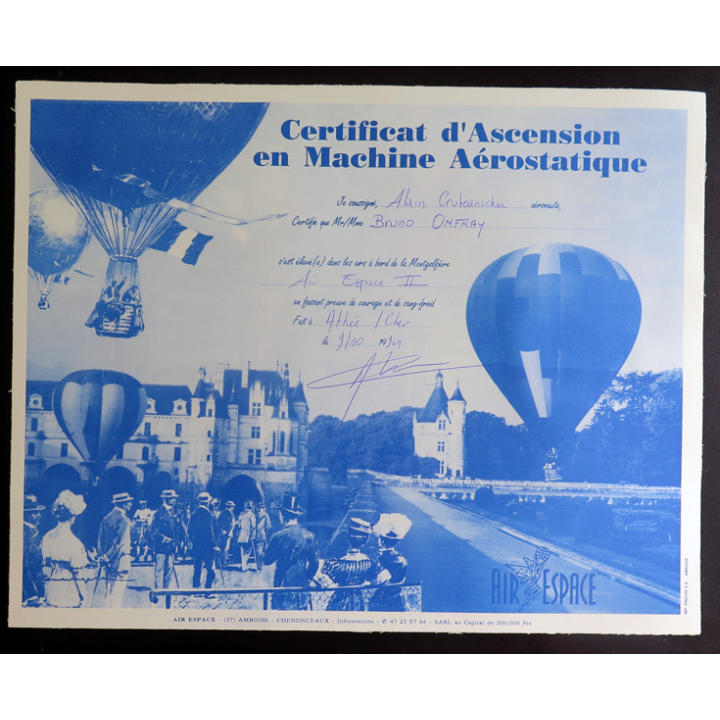 Certificat d'Ascension
en Machine Aérostatique
Je soussigné, Alain aéronaute,
Certifie que Mr/Mme BRUNO ONFRAY
s'est élevé(e) dans les airs à bord de la Montgolfière
Air Espace II
en faisant preuve de courage et de sang-froid
Fait à Athée / Cher
le 9/10 1994
AIR ESPACE
AIR ESPACE - (37) AMBOISE - CHENONCEAUX - Informations - ✆ 47 23 57 64 - SARL au Capital de 200.000 Frs